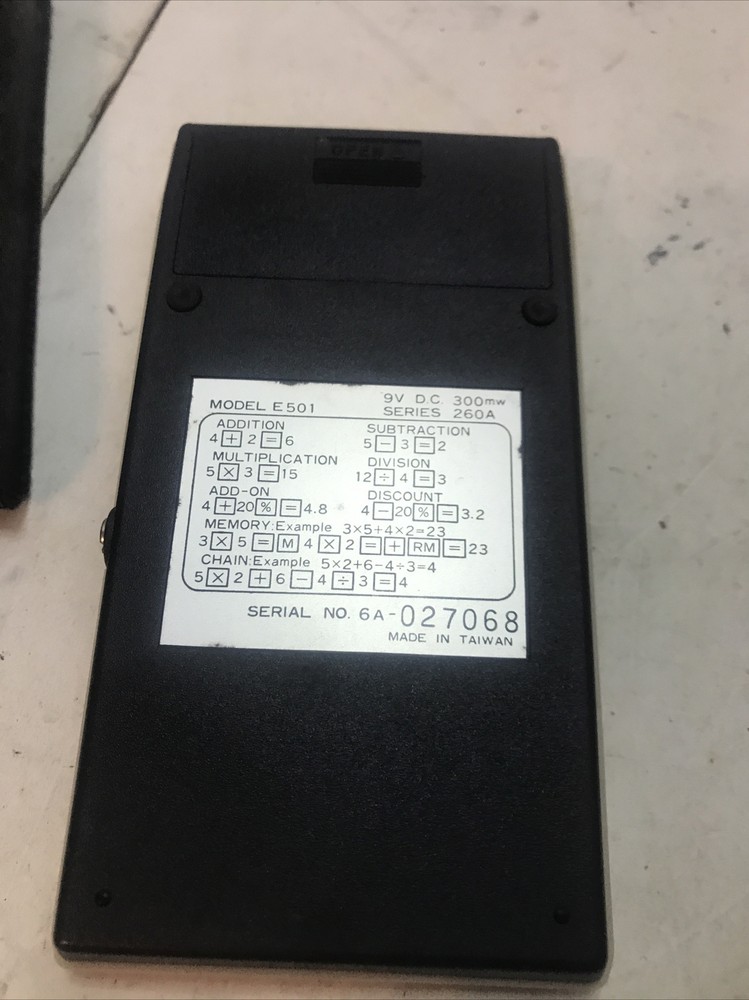 OPEN
MODEL E501
9V D.C. 300mw
SERIES 260A
ADDITION
4 + 2 = 6
SUBTRACTION
5 - 3 = 2
MULTIPLICATION
5 × 3 = 15
DIVISION
12 ÷ 4 = 3
ADD-ON
4 + 20 % = 4.8
DISCOUNT
4 - 20 % = 3.2
MEMORY:Example 3×5+4×2=23
3 × 5 = M 4 × 2 = + RM = 23
CHAIN:Example 5×2+6-4÷3=4
5 × 2 + 6 - 4 ÷ 3 = 4
SERIAL NO. 6A-027068
MADE IN TAIWAN